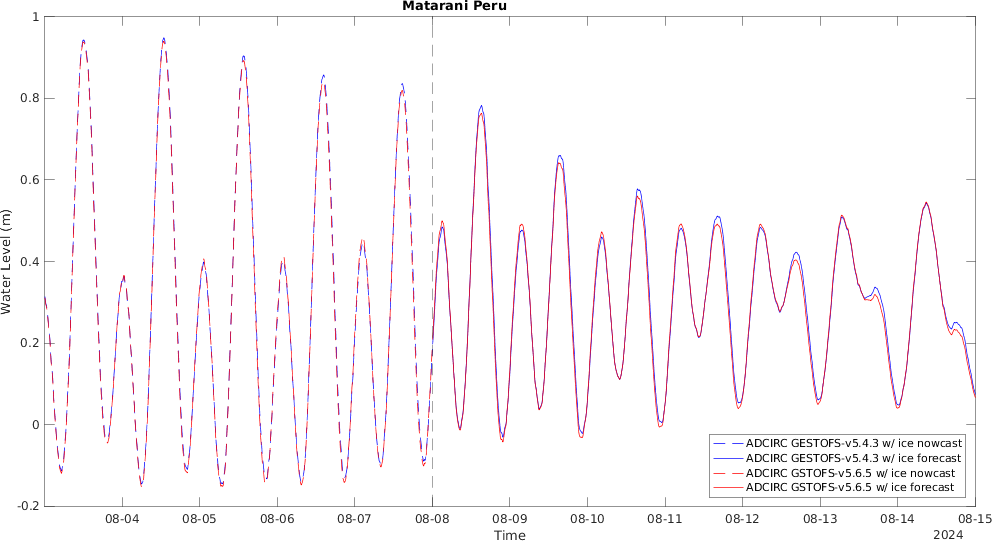 Matarani Peru
1
0.8
0.6
0.4
0.2
0
-0.2
Water Level (m)
08-04 08-05 08-06 08-07 08-08 08-09 08-10 08-11 08-12 08-13 08-14 08-15
Time
2024
ADCIRC GESTOFS-v5.4.3 w/ ice nowcast
ADCIRC GESTOFS-v5.4.3 w/ ice forecast
ADCIRC GSTOFS-v5.6.5 w/ ice nowcast
ADCIRC GSTOFS-v5.6.5 w/ ice forecast